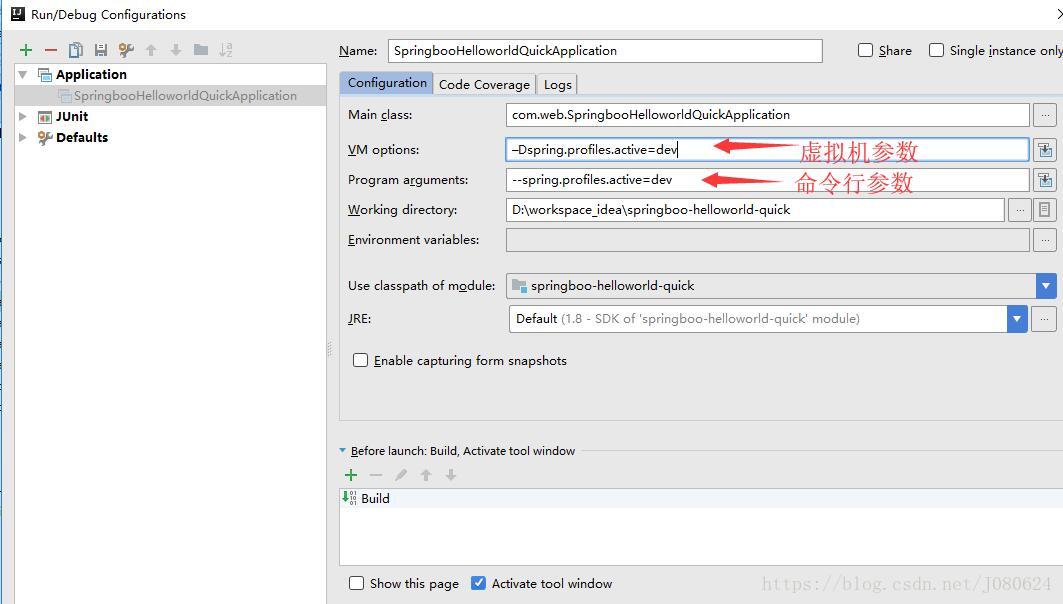 Run/Debug Configurations
Name: SpringbooHelloworldQuickApplication Share Single instance only
Application
SpringbooHelloworldQuickApplication
JUnit
Defaults
Configuration Code Coverage Logs
Main class: com.web.SpringbooHelloworldQuickApplication
VM options: –Dspring.profiles.active=dev 虚拟机参数
Program arguments: --spring.profiles.active=dev 命令行参数
Working directory: D:\workspace_idea\springboo-helloworld-quick
Environment variables:
Use classpath of module: springboo-helloworld-quick
JRE: Default (1.8 - SDK of 'springboo-helloworld-quick' module)
Enable capturing form snapshots
Before launch: Build, Activate tool window
Build
Show this page Activate tool window
https://blog.csdn.net/J080624